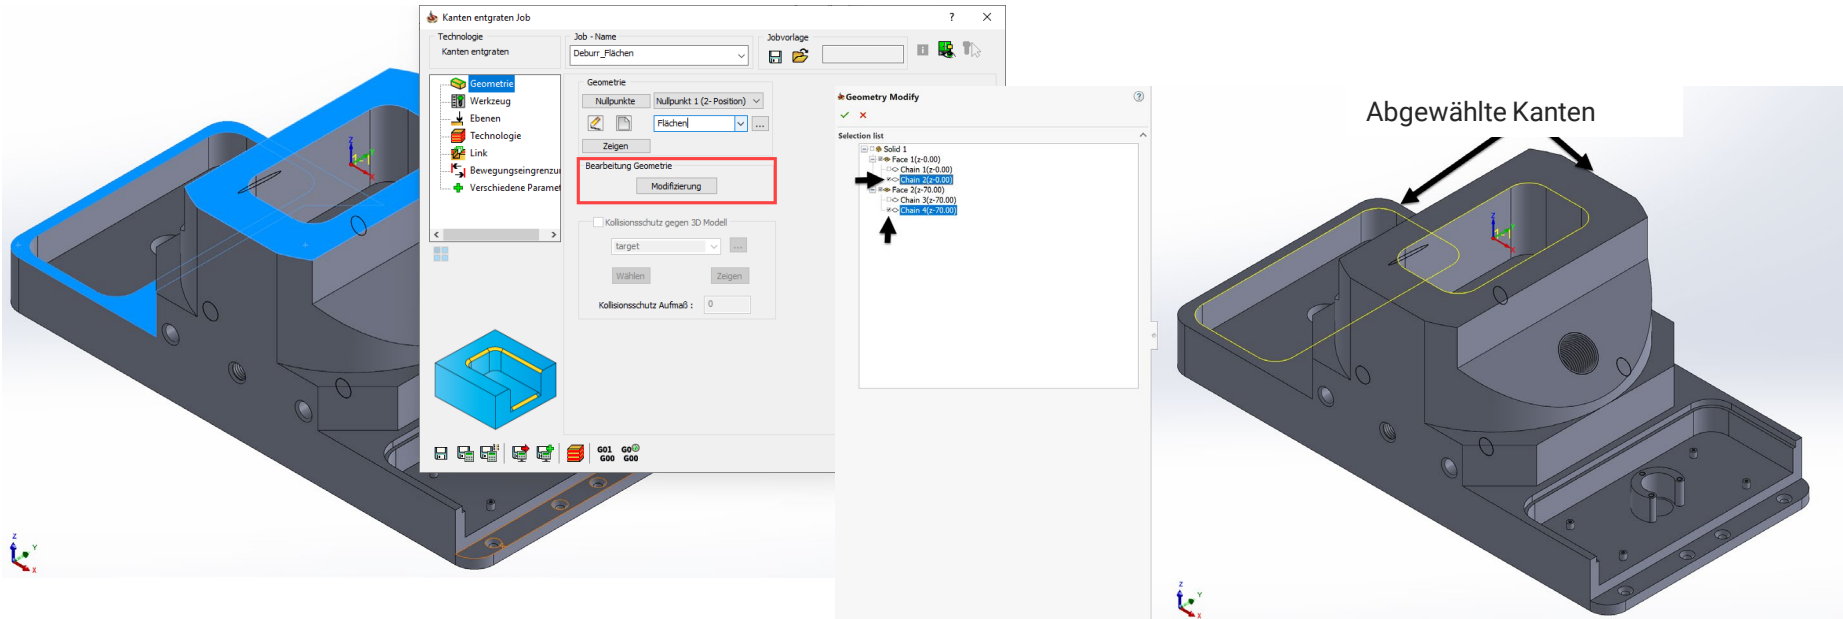 Kanten entgraten Job
?
Technologie
Kanten entgraten
Job - Name
Deburr_Flächen
Jobvorlage
Geometrie
Werkzeug
Ebenen
Technologie
Link
Bewegungseingrenzu
Verschiedene Paramet
Geometrie
Nullpunkte
Nullpunkt 1 (2- Position)
Flächen
...
Zeigen
Bearbeitung Geometrie
Modifizierung
Kollisionsschutz gegen 3D Modell
target
...
Wählen
Zeigen
Kollisionsschutz Aufmaß :
0
G01
G00
G0
G00
Geometry Modify
?
Selection list
Solid 1
Face 1(z-0.00)
Chain 1(z-0.00)
Chain 2(z-0.00)
Face 2(z-70.00)
Chain 3(z-70.00)
Chain 4(z-70.00)
Abgewählte Kanten
Z
X
Z
X
Z
Y
X
Z
Y
X